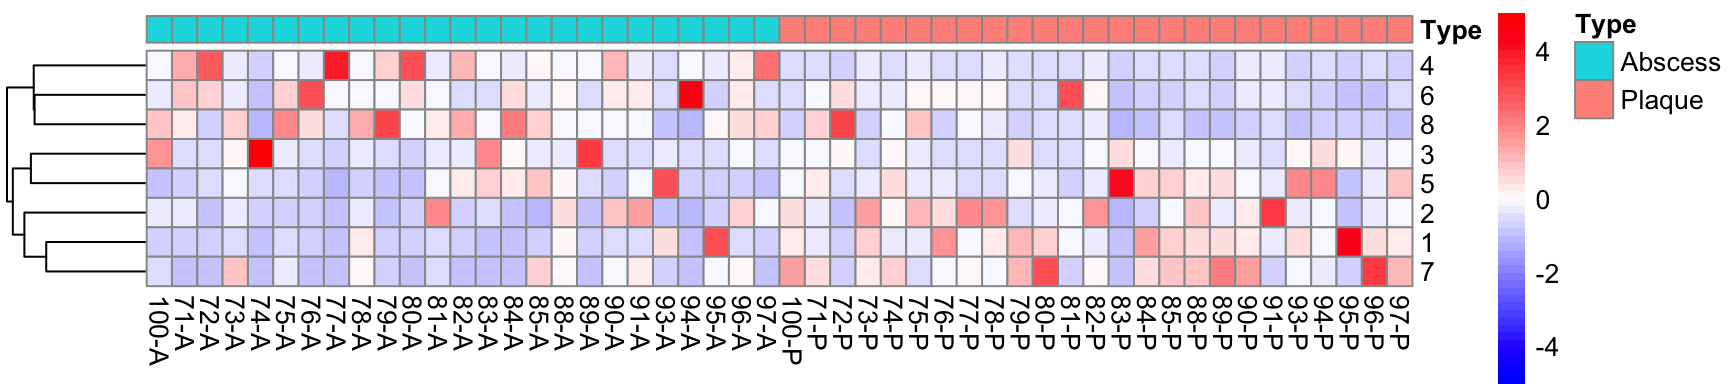 Type
4
6
8
3
5
2
1
7
100-A
71-A
72-A
73-A
74-A
75-A
76-A
77-A
78-A
79-A
80-A
81-A
82-A
83-A
84-A
85-A
88-A
89-A
90-A
91-A
93-A
94-A
95-A
96-A
97-A
100-P
71-P
72-P
73-P
74-P
75-P
76-P
77-P
78-P
79-P
80-P
81-P
82-P
83-P
84-P
85-P
88-P
89-P
90-P
91-P
93-P
94-P
95-P
96-P
97-P
4
2
0
-2
-4
Type
Abscess
Plaque